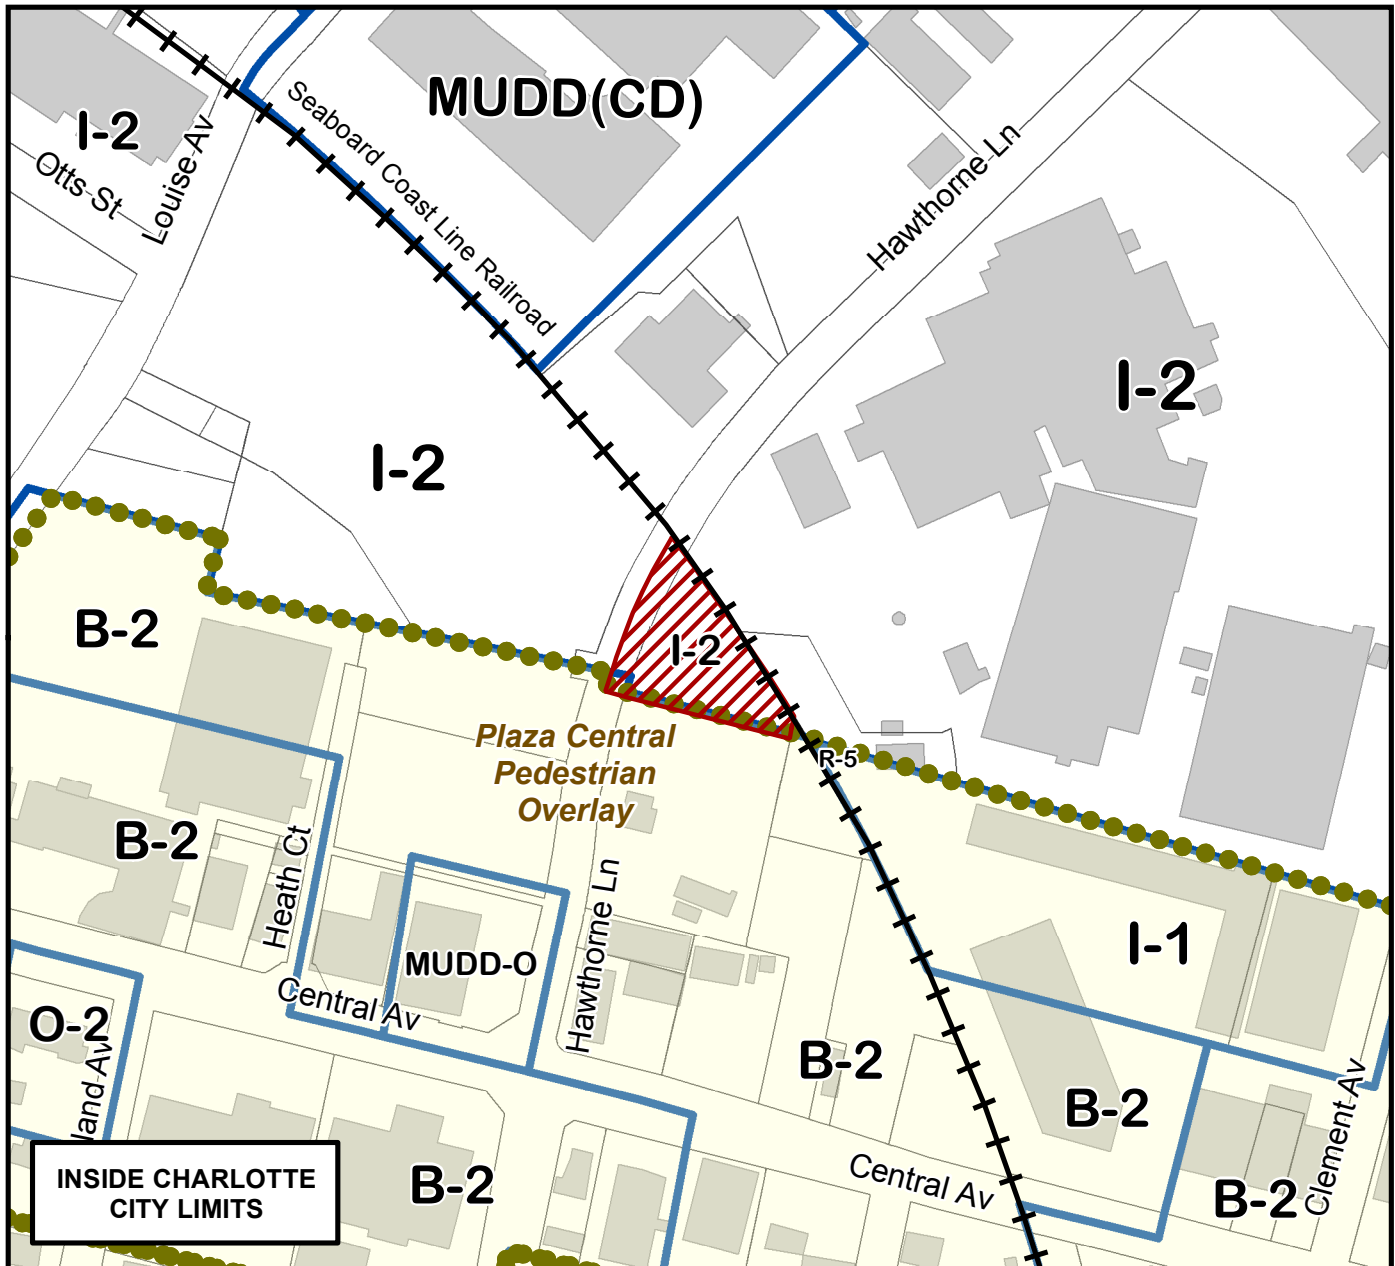 MUDD(CD)
I-2
Otts St
Louise Av
Seaboard Coast Line Railroad
Hawthorne Ln
I-2
I-2
B-2
I-2
Plaza Central
Pedestrian
Overlay
R-5
B-2
Heath Ct
MUDD-O
Hawthorne Ln
I-1
Central Av
O-2
land Av
B-2
B-2
Clement Av
INSIDE CHARLOTTE
CITY LIMITS
B-2
Central Av
B-2